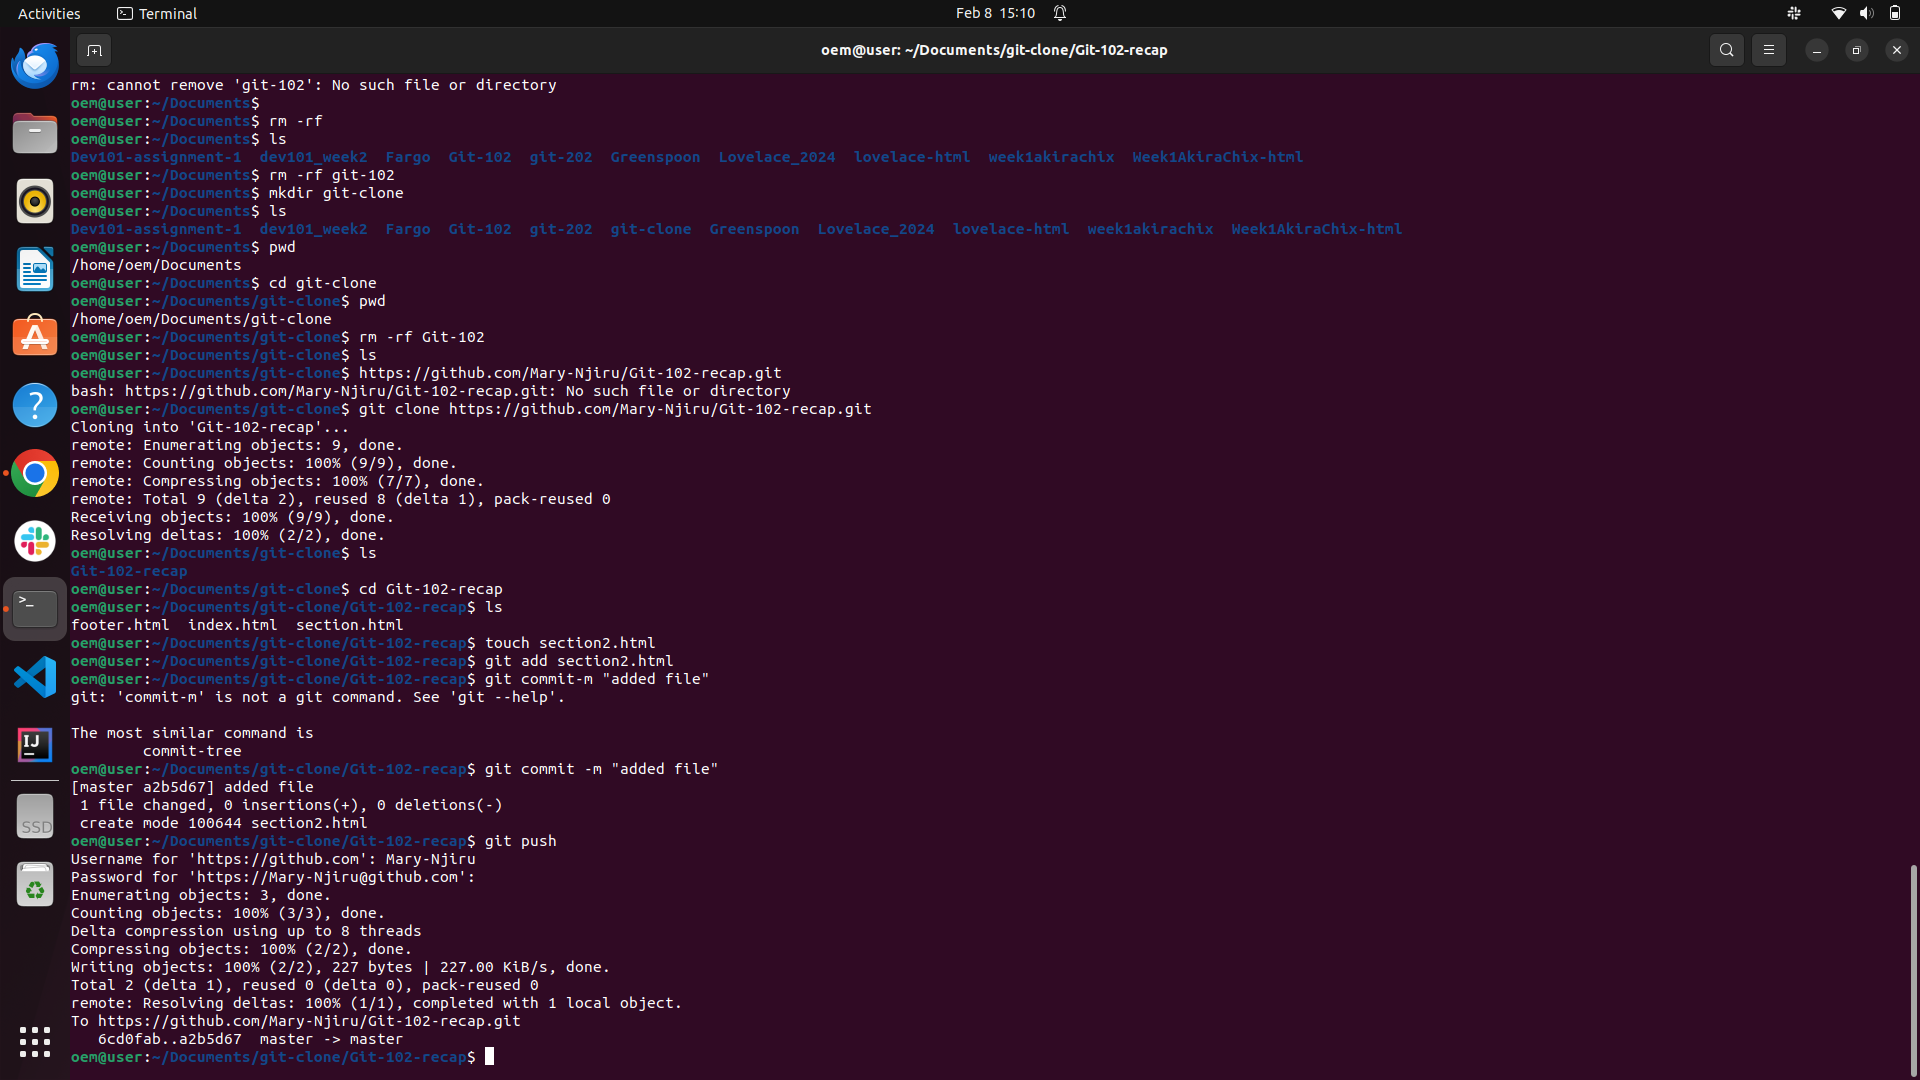 Activities
Terminal
Feb 8 15:10
oem@user: ~/Documents/git-clone/Git-102-recap
rm: cannot remove 'git-102': No such file or directory
oem@user:~/Documents$
oem@user:~/Documents$ rm -rf
oem@user:~/Documents$ ls
Dev101-assignment-1  dev101_week2  Fargo  Git-102  git-202  Greenspoon  Lovelace_2024  lovelace-html  week1akirachix  Week1AkiraChix-html
oem@user:~/Documents$ rm -rf git-102
oem@user:~/Documents$ mkdir git-clone
oem@user:~/Documents$ ls
Dev101-assignment-1  dev101_week2  Fargo  Git-102  git-202  git-clone  Greenspoon  Lovelace_2024  lovelace-html  week1akirachix  Week1AkiraChix-html
oem@user:~/Documents$ pwd
/home/oem/Documents
oem@user:~/Documents$ cd git-clone
oem@user:~/Documents/git-clone$ pwd
/home/oem/Documents/git-clone
oem@user:~/Documents/git-clone$ rm -rf Git-102
oem@user:~/Documents/git-clone$ ls
oem@user:~/Documents/git-clone$ https://github.com/Mary-Njiru/Git-102-recap.git
bash: https://github.com/Mary-Njiru/Git-102-recap.git: No such file or directory
oem@user:~/Documents/git-clone$ git clone https://github.com/Mary-Njiru/Git-102-recap.git
Cloning into 'Git-102-recap'...
remote: Enumerating objects: 9, done.
remote: Counting objects: 100% (9/9), done.
remote: Compressing objects: 100% (7/7), done.
remote: Total 9 (delta 2), reused 8 (delta 1), pack-reused 0
Receiving objects: 100% (9/9), done.
Resolving deltas: 100% (2/2), done.
oem@user:~/Documents/git-clone$ ls
Git-102-recap
oem@user:~/Documents/git-clone$ cd Git-102-recap
oem@user:~/Documents/git-clone/Git-102-recap$ ls
footer.html  index.html  section.html
oem@user:~/Documents/git-clone/Git-102-recap$ touch section2.html
oem@user:~/Documents/git-clone/Git-102-recap$ git add section2.html
oem@user:~/Documents/git-clone/Git-102-recap$ git commit-m "added file"
git: 'commit-m' is not a git command. See 'git --help'.

The most similar command is
        commit-tree
oem@user:~/Documents/git-clone/Git-102-recap$ git commit -m "added file"
[master a2b5d67] added file
 1 file changed, 0 insertions(+), 0 deletions(-)
 create mode 100644 section2.html
oem@user:~/Documents/git-clone/Git-102-recap$ git push
Username for 'https://github.com': Mary-Njiru
Password for 'https://Mary-Njiru@github.com':
Enumerating objects: 3, done.
Counting objects: 100% (3/3), done.
Delta compression using up to 8 threads
Compressing objects: 100% (2/2), done.
Writing objects: 100% (2/2), 227 bytes | 227.00 KiB/s, done.
Total 2 (delta 1), reused 0 (delta 0), pack-reused 0
remote: Resolving deltas: 100% (1/1), completed with 1 local object.
To https://github.com/Mary-Njiru/Git-102-recap.git
   6cd0fab..a2b5d67  master -> master
oem@user:~/Documents/git-clone/Git-102-recap$
>_
IJ
SSD